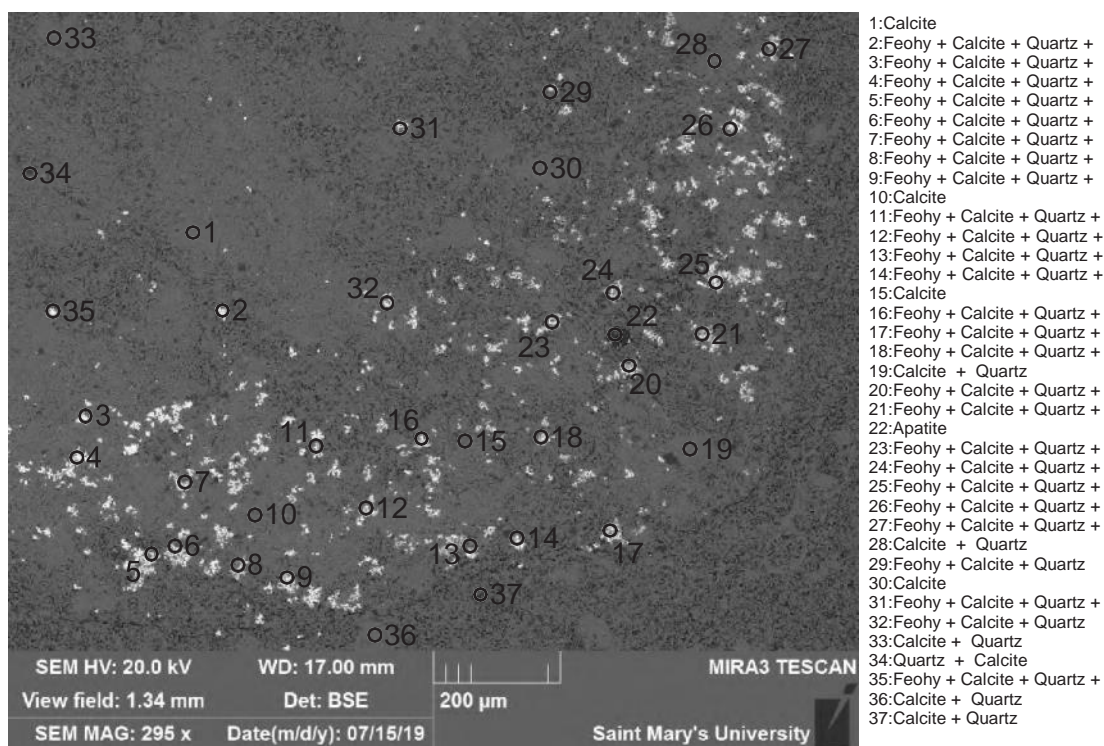 33
28
27
29
31
26
30
34
1
24
25
32
35
2
22
23
21
20
3
16
11
15
18
19
4
7
10
12
14
13
17
6
5
8
9
37
36
SEM HV: 20.0 kV WD: 17.00 mm MIRA3 TESCAN
View field: 1.34 mm Det: BSE 200 µm
SEM MAG: 295 x Date(m/d/y): 07/15/19 Saint Mary's University
1:Calcite
2:Feohy + Calcite + Quartz +
3:Feohy + Calcite + Quartz +
4:Feohy + Calcite + Quartz +
5:Feohy + Calcite + Quartz +
6:Feohy + Calcite + Quartz +
7:Feohy + Calcite + Quartz +
8:Feohy + Calcite + Quartz +
9:Feohy + Calcite + Quartz +
10:Calcite
11:Feohy + Calcite + Quartz +
12:Feohy + Calcite + Quartz +
13:Feohy + Calcite + Quartz +
14:Feohy + Calcite + Quartz +
15:Calcite
16:Feohy + Calcite + Quartz +
17:Feohy + Calcite + Quartz +
18:Feohy + Calcite + Quartz +
19:Calcite + Quartz
20:Feohy + Calcite + Quartz +
21:Feohy + Calcite + Quartz +
22:Apatite
23:Feohy + Calcite + Quartz +
24:Feohy + Calcite + Quartz +
25:Feohy + Calcite + Quartz +
26:Feohy + Calcite + Quartz +
27:Feohy + Calcite + Quartz +
28:Calcite + Quartz
29:Feohy + Calcite + Quartz
30:Calcite
31:Feohy + Calcite + Quartz +
32:Feohy + Calcite + Quartz
33:Calcite + Quartz
34:Quartz + Calcite
35:Feohy + Calcite + Quartz +
36:Calcite + Quartz
37:Calcite + Quartz